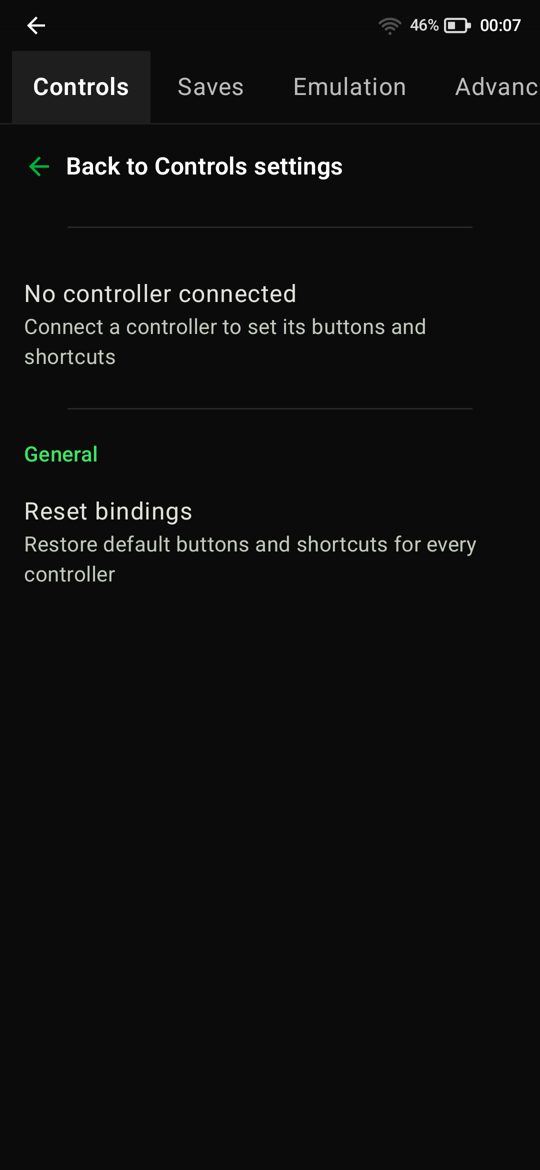 46% 00:07
Controls Saves Emulation Advanc
Back to Controls settings
No controller connected
Connect a controller to set its buttons and
shortcuts
General
Reset bindings
Restore default buttons and shortcuts for every
controller